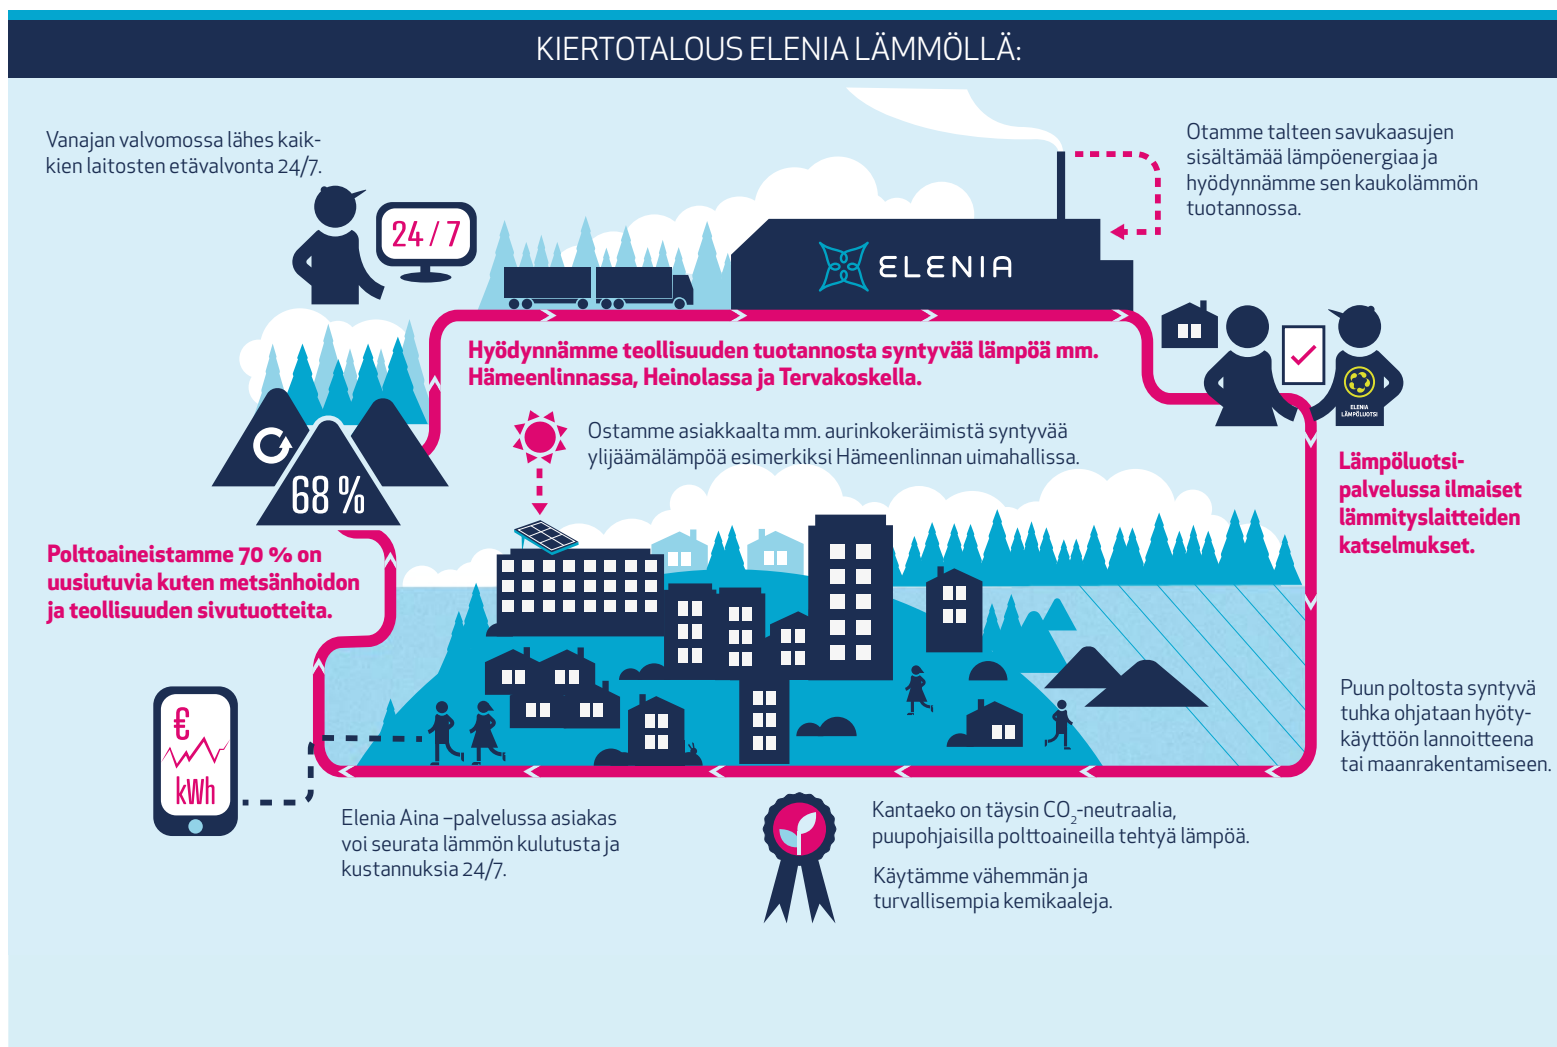 KIERTOTALOUS ELENIA LÄMMÖLLÄ:
Vanajan valvomossa lähes kaik-
kien laitosten etävalvonta 24/7.
24 / 7
Otamme talteen savukaasujen
sisältämää lämpöenergiaa ja
hyödynnämme sen kaukolämmön
tuotannossa.
ELENIA
Hyödynnämme teollisuuden tuotannosta syntyvää lämpöä mm.
Hämeenlinnassa, Heinolassa ja Tervakoskella.
ELENIA
LÄMPÖLUOTSI
Ostamme asiakkaalta mm. aurinkokeräimistä syntyvää
ylijäämälämpöä esimerkiksi Hämeenlinnan uimahallissa.
68 %
Lämpöluotsi-
palvelussa ilmaiset
lämmityslaitteiden
katselmukset.
Polttoaineistamme 70 % on
uusiutuvia kuten metsänhoidon
ja teollisuuden sivutuotteita.
Puun poltosta syntyvä
tuhka ohjataan hyöty-
käyttöön lannoitteena
tai maanrakentamiseen.
€
kWh
Elenia Aina –palvelussa asiakas
voi seurata lämmön kulutusta ja
kustannuksia 24/7.
Kantaeko on täysin CO₂-neutraalia,
puupohjaisilla polttoaineilla tehtyä lämpöä.
Käytämme vähemmän ja
turvallisempia kemikaaleja.